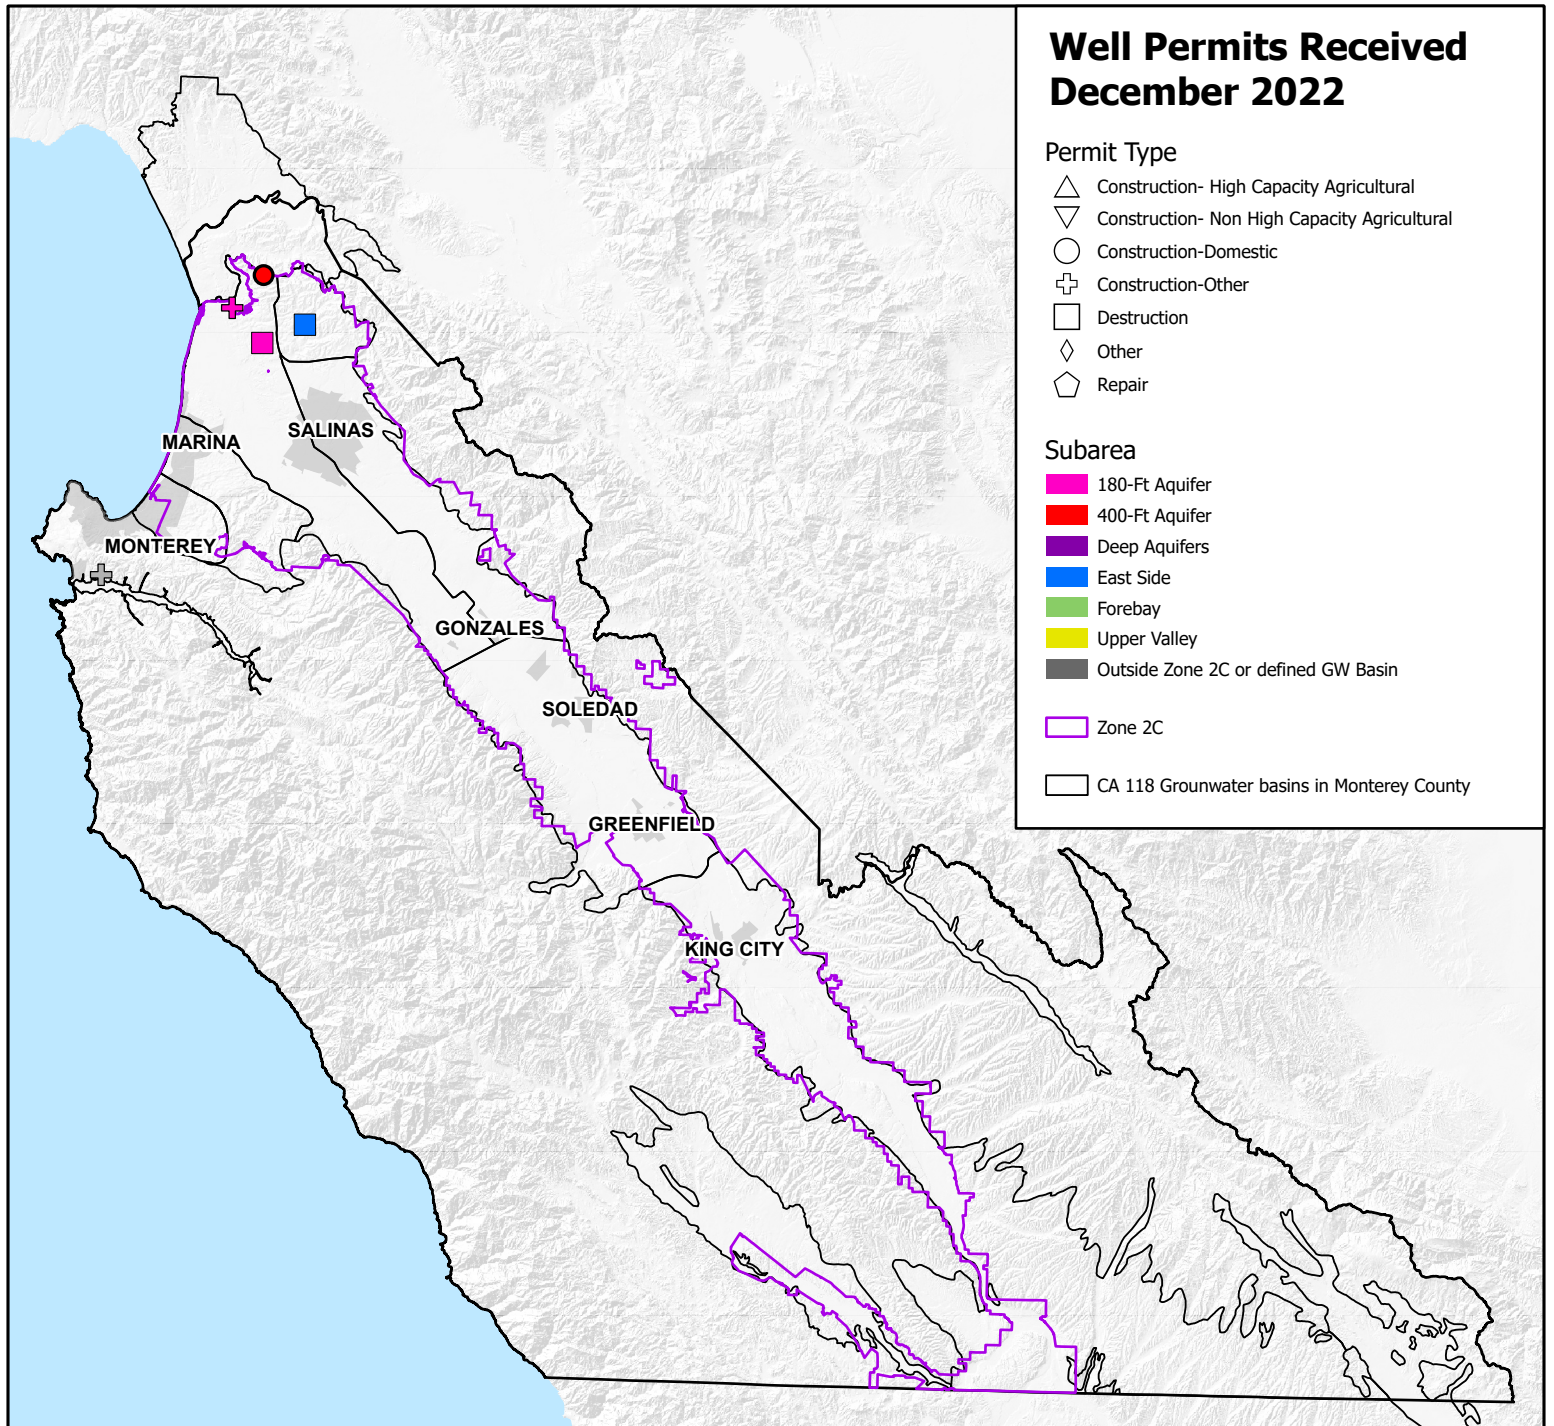 Well Permits Received
December 2022
Permit Type
Construction- High Capacity Agricultural
Construction- Non High Capacity Agricultural
Construction-Domestic
Construction-Other
Destruction
Other
Repair
Subarea
180-Ft Aquifer
400-Ft Aquifer
Deep Aquifers
East Side
Forebay
Upper Valley
Outside Zone 2C or defined GW Basin
Zone 2C
CA 118 Grounwater basins in Monterey County
SALINAS
MARINA
MONTEREY
GONZALES
SOLEDAD
GREENFIELD
KING CITY